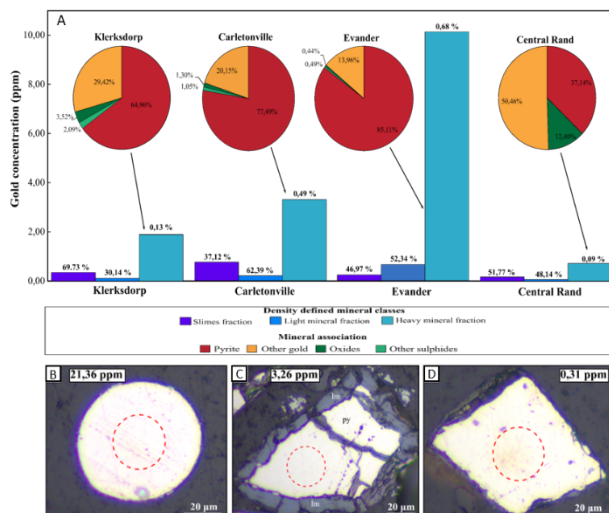 A
Gold concentration (ppm)
10,00
8,00
6,00
4,00
2,00
0,00
Klerksdorp
29,42%
3,52%
2,09%
64,96%
Carletonville
20,15%
1,30%
1,05%
77,49%
Evander
0,44%
0,49%
13,96%
85,11%
0,68 %
Central Rand
50,46%
37,14%
12,40%
69.73 %
30,14 %
0,13 %
37,12 %
62,39 %
0,49 %
46,97 %
52,34 %
51,77 %
48,14 %
0,09 %
Klerksdorp
Carletonville
Evander
Central Rand
Density defined mineral classes
Slimes fraction
Light mineral fraction
Heavy mineral fraction
Mineral association
Pyrite
Other gold
Oxides
Other sulphides
B
21,36 ppm
20 µm
C
3,26 ppm
Im
py
Im
20 µm
D
0,31 ppm
20 µm